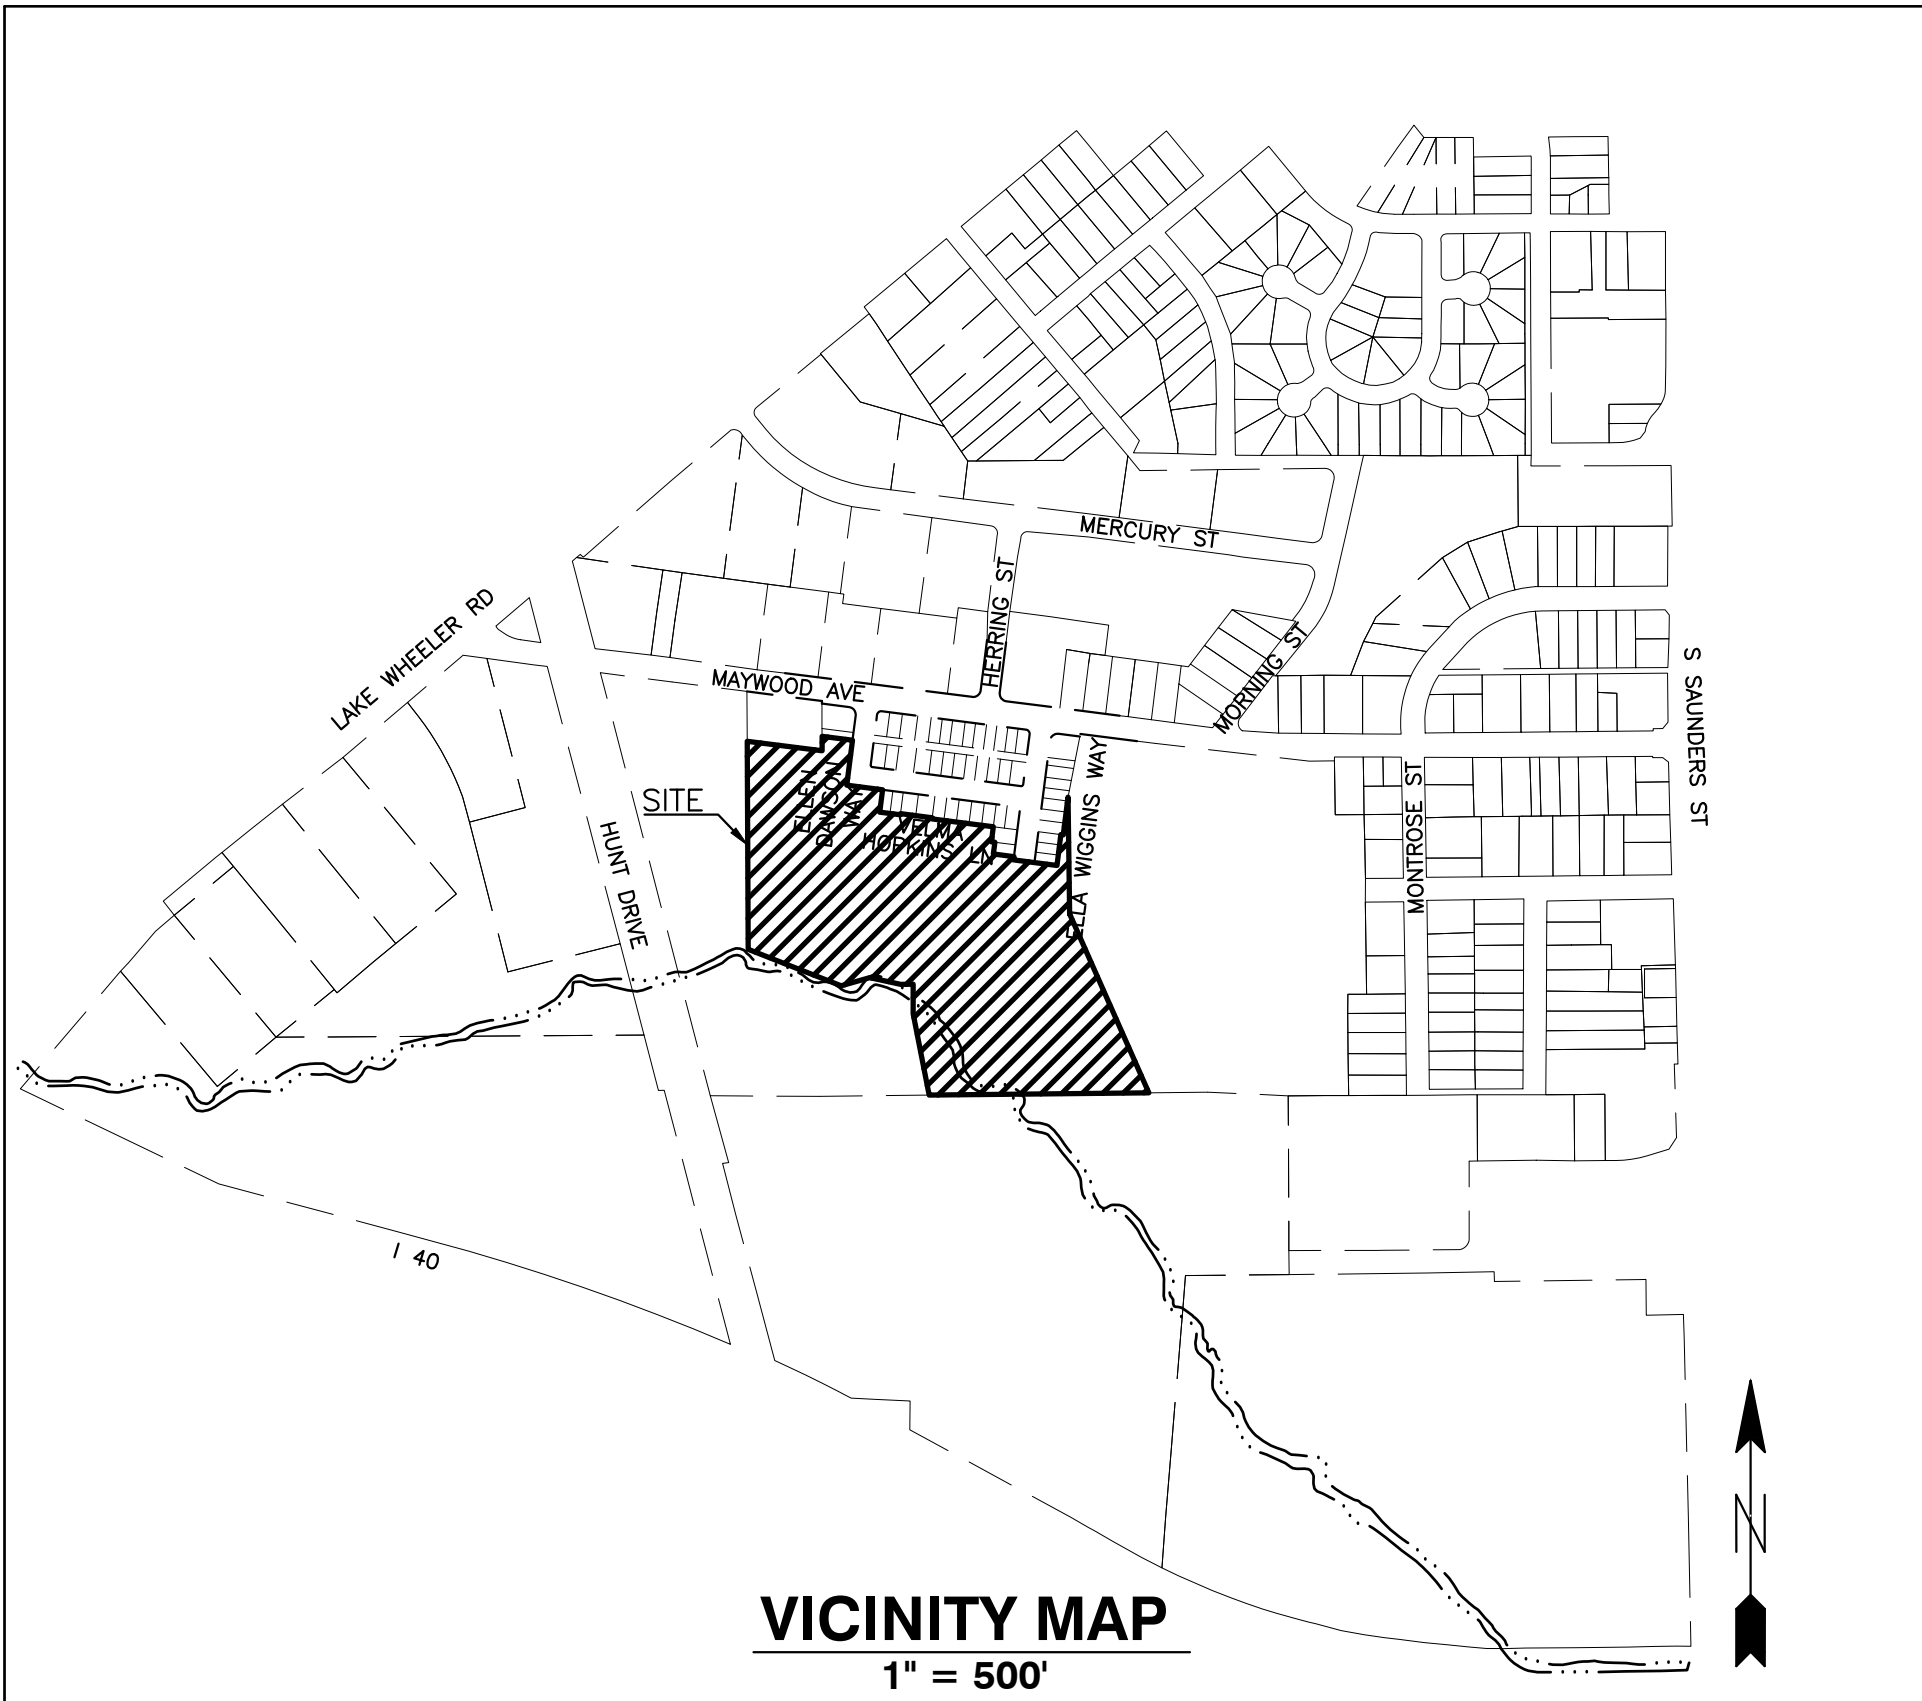 MERCURY ST
HERRING ST
LAKE WHEELER RD
MORNING ST
S SAUNDERS ST
MAYWOOD AVE
SITE
ELLEN
DAWSON
WAY
VELMA
HOPKINS LN
ELLA WIGGINS WAY
MONTROSE ST
HUNT DRIVE
I 40
N
VICINITY MAP
1" = 500'